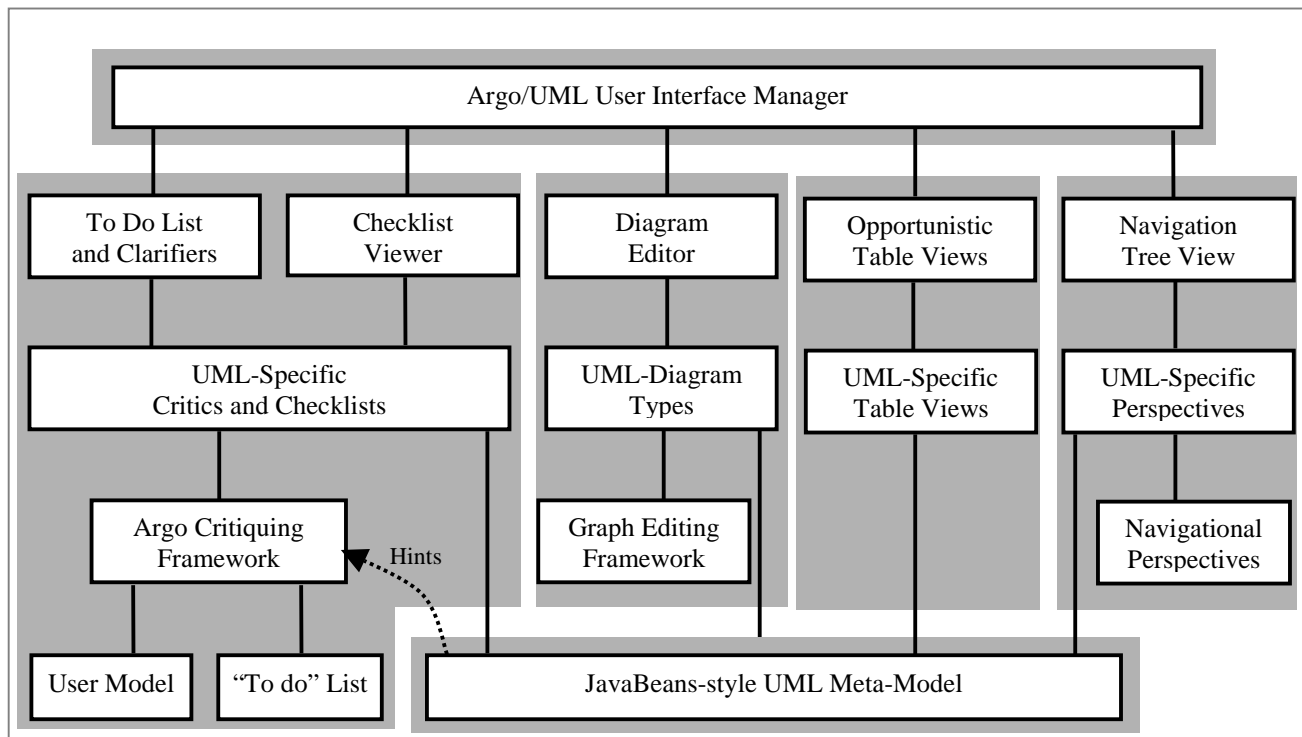 Argo/UML User Interface Manager
To Do List
and Clarifiers
Checklist
Viewer
Diagram
Editor
Opportunistic
Table Views
Navigation
Tree View
UML-Specific
Critics and Checklists
UML-Diagram
Types
UML-Specific
Table Views
UML-Specific
Perspectives
Argo Critiquing
Framework
Hints
Graph Editing
Framework
Navigational
Perspectives
User Model
“To do” List
JavaBeans-style UML Meta-Model